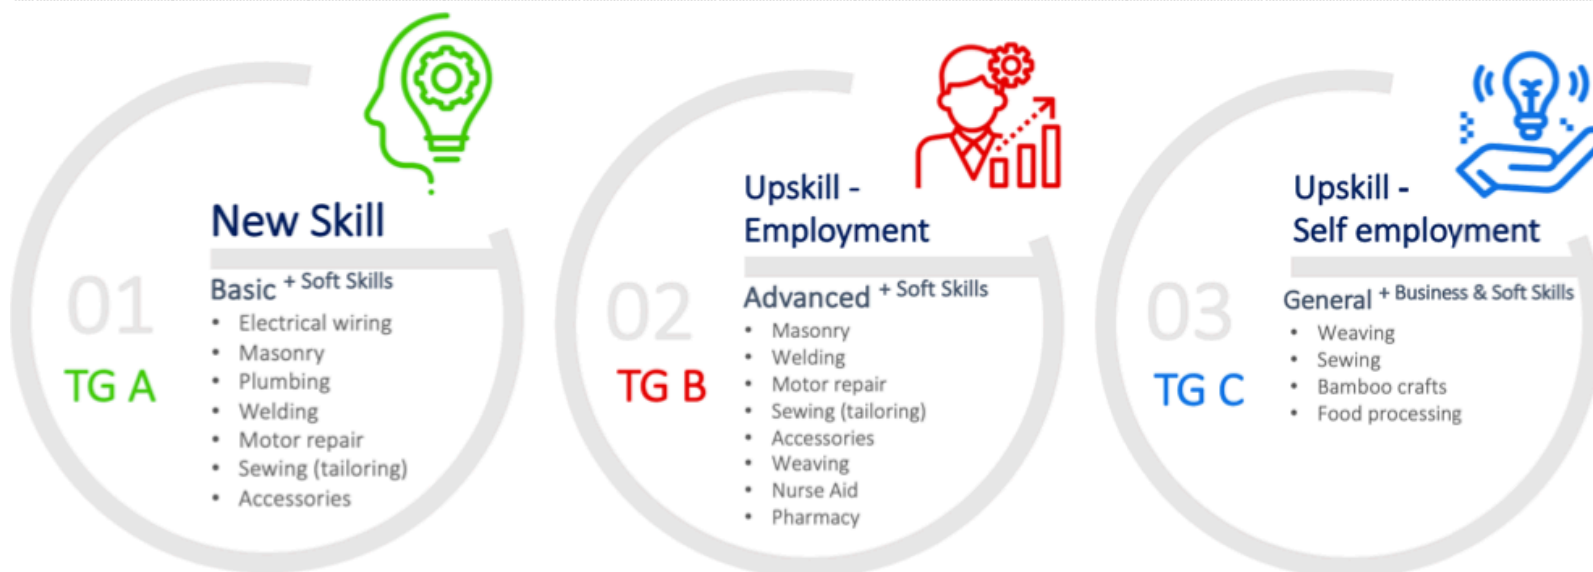 01
TG A
New Skill
Basic + Soft Skills
• Electrical wiring
• Masonry
• Plumbing
• Welding
• Motor repair
• Sewing (tailoring)
• Accessories
02
TG B
Upskill -
Employment
Advanced + Soft Skills
• Masonry
• Welding
• Motor repair
• Sewing (tailoring)
• Accessories
• Weaving
• Nurse Aid
• Pharmacy
03
TG C
Upskill -
Self employment
General + Business & Soft Skills
• Weaving
• Sewing
• Bamboo crafts
• Food processing